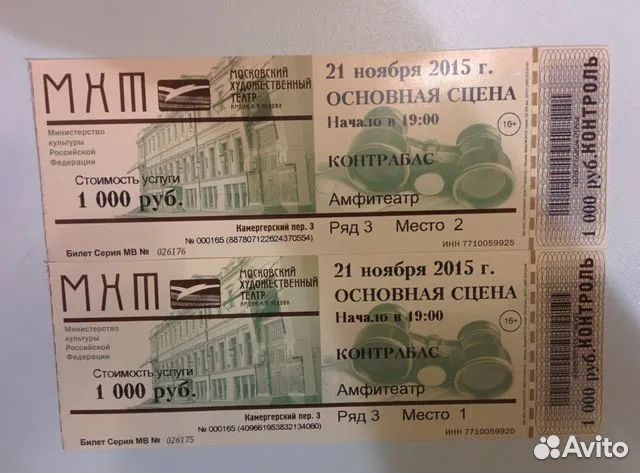 МХТ
МОСКОВСКИЙ
ХУДОЖЕСТВЕННЫЙ
ТЕАТР
ИМЕНИ А.П.ЧЕХОВА
Министерство
культуры
Российской
Федерации
Стоимость услуги
1 000 руб.
Камергерский пер. 3
№ 000165 (887807122624370554)
Билет Серия МВ № 026176
21 ноября 2015 г.
ОСНОВНАЯ СЦЕНА
Начало в 19:00
16+
КОНТРАБАС
Амфитеатр
Ряд 3 Место 2
ИНН 7710059925
1 000 руб. КОНТРОЛЬ
МХТ
МОСКОВСКИЙ
ХУДОЖЕСТВЕННЫЙ
ТЕАТР
ИМЕНИ А.П.ЧЕХОВА
Министерство
культуры
Российской
Федерации
Стоимость услуги
1 000 руб.
Камергерский пер. 3
№ 000165 (409661953832134060)
Билет Серия МВ № 026175
21 ноября 2015 г.
ОСНОВНАЯ СЦЕНА
Начало в 19:00
16+
КОНТРАБАС
Амфитеатр
Ряд 3 Место 1
ИНН 7710059925
1 000 руб. КОНТРОЛЬ
Avito